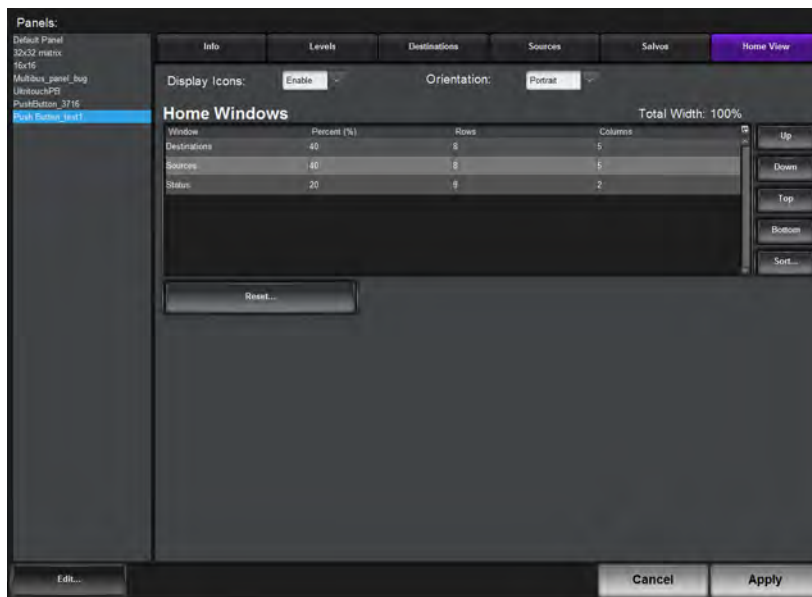 Panels:
Default Panel
32x32 matrix
16x16
Multibus_panel_bug
UltritouchPB
PushButton_3716
Push Button_test1
Info Levels Destinations Sources Salvos Home View
Display Icons: Enable Orientation: Portrait
Home Windows Total Width: 100%
Window Percent (%) Rows Columns
Destinations 40 8 5
Sources 40 8 5
Status 20 8 2
Up
Down
Top
Bottom
Sort...
Reset...
Edit... Cancel Apply